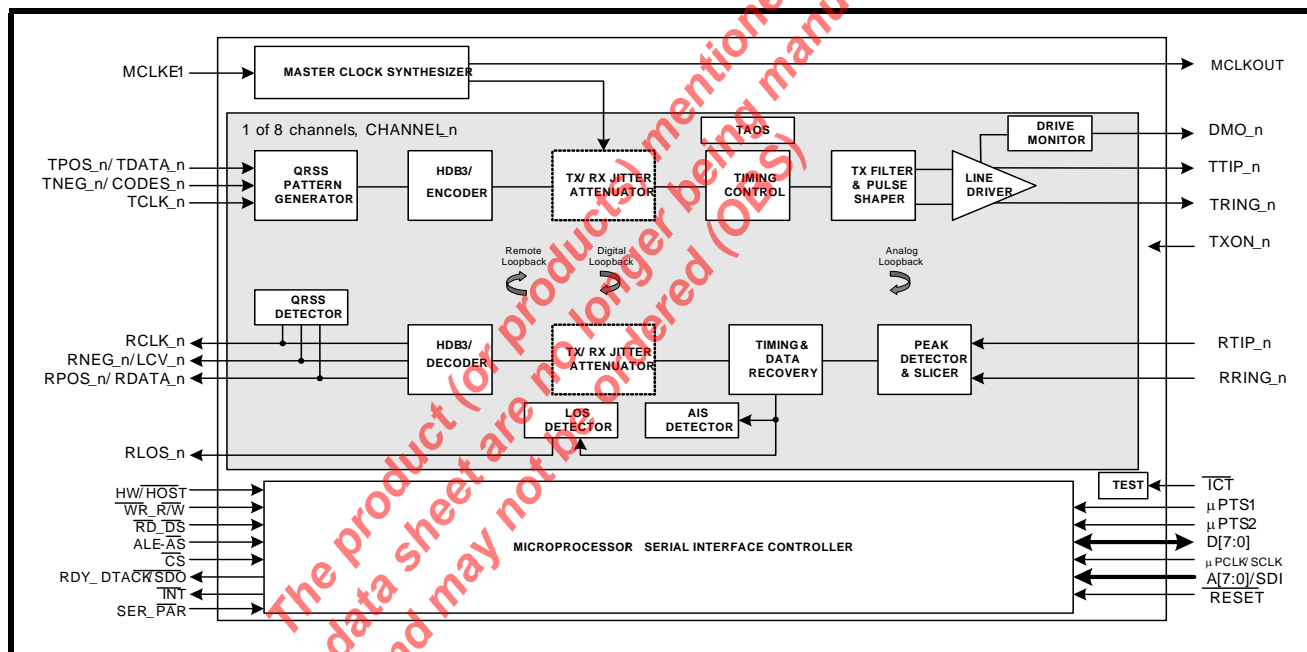 MCLKE1
MASTER CLOCK SYNTHESIZER
MCLKOUT
1 of 8 channels, CHANNEL_n
TAOS
DRIVE
MONITOR
DMO_n
TPOS_n/ TDATA_n
TNEG_n/ CODES_n
TCLK_n
QRSS
PATTERN
GENERATOR
HDB3/
ENCODER
TX/ RX JITTER
ATTENUATOR
TIMING
CONTROL
TX FILTER
& PULSE
SHAPER
LINE
DRIVER
TTIP_n
TRING_n
TXON_n
Remote
Loopback
Digital
Loopback
Analog
Loopback
QRSS
DETECTOR
RCLK_n
RNEG_n/LCV_n
RPOS_n/ RDATA_n
HDB3/
DECODER
TX/ RX JITTER
ATTENUATOR
TIMING &
DATA
RECOVERY
PEAK
DETECTOR
& SLICER
RTIP_n
RRING_n
LOS
DETECTOR
AIS
DETECTOR
RLOS_n
TEST
ICT
HW/HOST
WR_R/W
RD_DS
ALE-AS
CS
RDY_DTACK/SDO
INT
SER_PAR
MICROPROCESSOR SERIAL INTERFACE CONTROLLER
µPTS1
µPTS2
D[7:0]
µPCLK/SCLK
A[7:0]/SDI
RESET
The product (or products) mentione
data sheet are no longer being manu
nd may not be ordered (OBS)